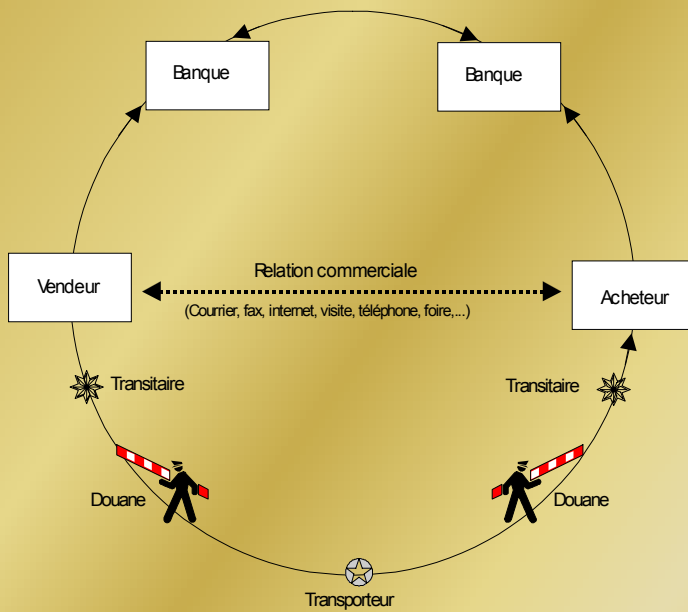 Banque
Banque
Relation commerciale
Vendeur
(Courrier, fax, internet, visite, téléphone, foire,...)
Acheteur
Transitaire
Transitaire
Douane
Douane
Transporteur